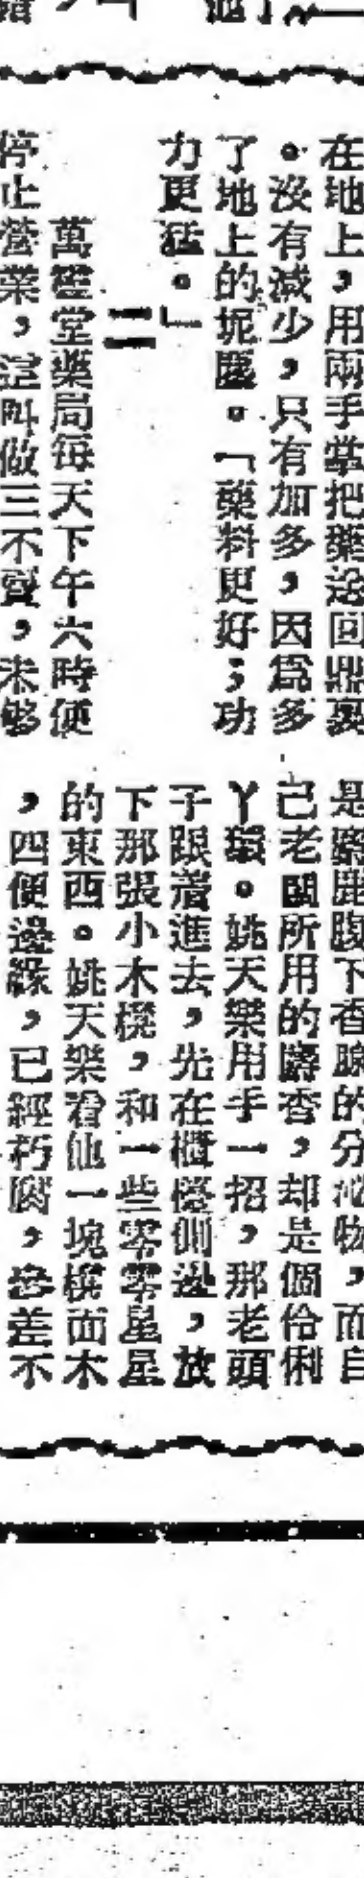 在地上，用兩手掌把藥送回鼎裏
。沒有減少，只有加多，因爲多
了地上的坭塵。「藥料更好；功
力更猛。」
二
萬靈堂藥局每天下午六時便
停止營業，這叫做三不賣，未够
是麝鹿腹下香腺的分泌物，而自
己老闆所用的麝香，却是個伶俐
丫環。姚天樂用手一招，那老頭
子跟着進去，先在櫃檯側邊，放
下那張小木櫈，和一些零零星星
的東西。姚天樂看他一塊檯面木
，四便邊緣，已經朽腐，參差不